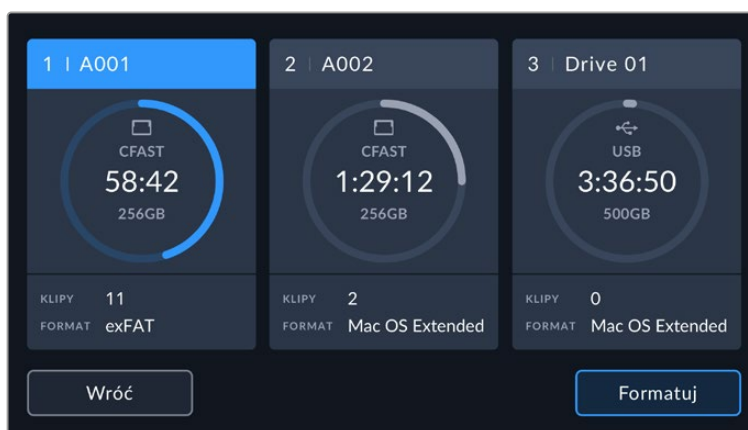 1 | A001
CFAST
58:42
256GB
KLIPY 11
FORMAT exFAT
2 | A002
CFAST
1:29:12
256GB
KLIPY 2
FORMAT Mac OS Extended
3 | Drive 01
USB
3:36:50
500GB
KLIPY 0
FORMAT Mac OS Extended
Wróć
Formatuj